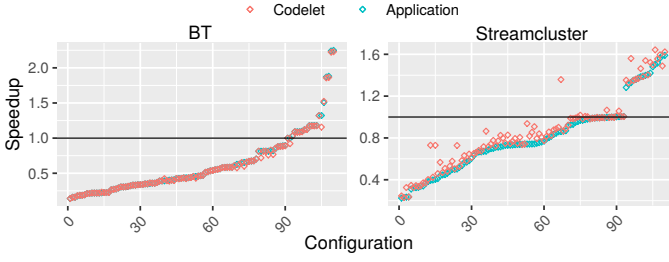 Codelet Application
BT Streamcluster
Speedup
2.0
1.5
1.0
0.5
0 30 60 90
1.6
1.2
0.8
0.4
0 30 60 90
Configuration